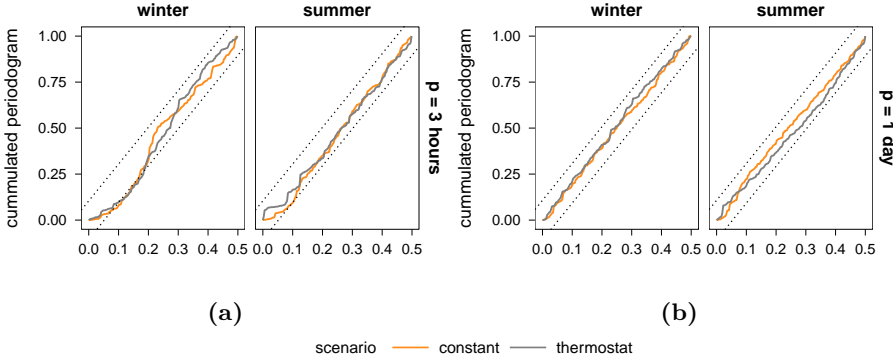 winter
summer
cummulated periodogram
1.00
0.75
0.50
0.25
0.00
0.0 0.1 0.2 0.3 0.4 0.5
0.0 0.1 0.2 0.3 0.4 0.5
p = 3 hours
(a)
winter
summer
cummulated periodogram
1.00
0.75
0.50
0.25
0.00
0.0 0.1 0.2 0.3 0.4 0.5
0.0 0.1 0.2 0.3 0.4 0.5
p = 1 day
(b)
scenario constant thermostat